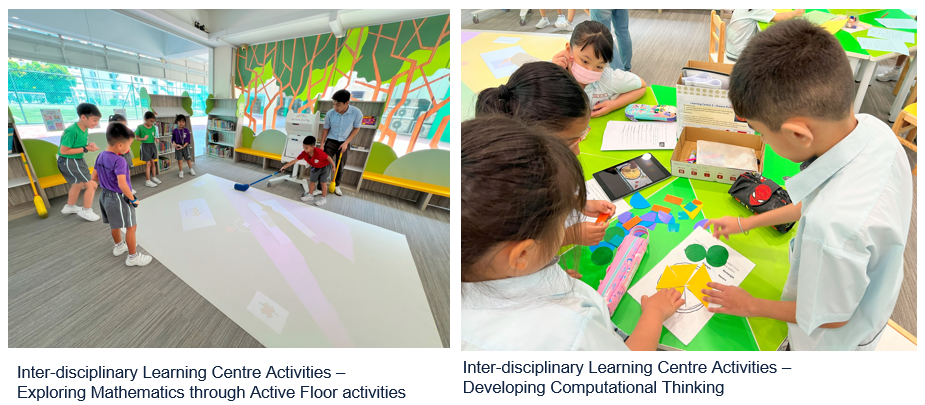 Inter-disciplinary Learning Centre Activities –
Exploring Mathematics through Active Floor activities
Inter-disciplinary Learning Centre Activities –
Developing Computational Thinking